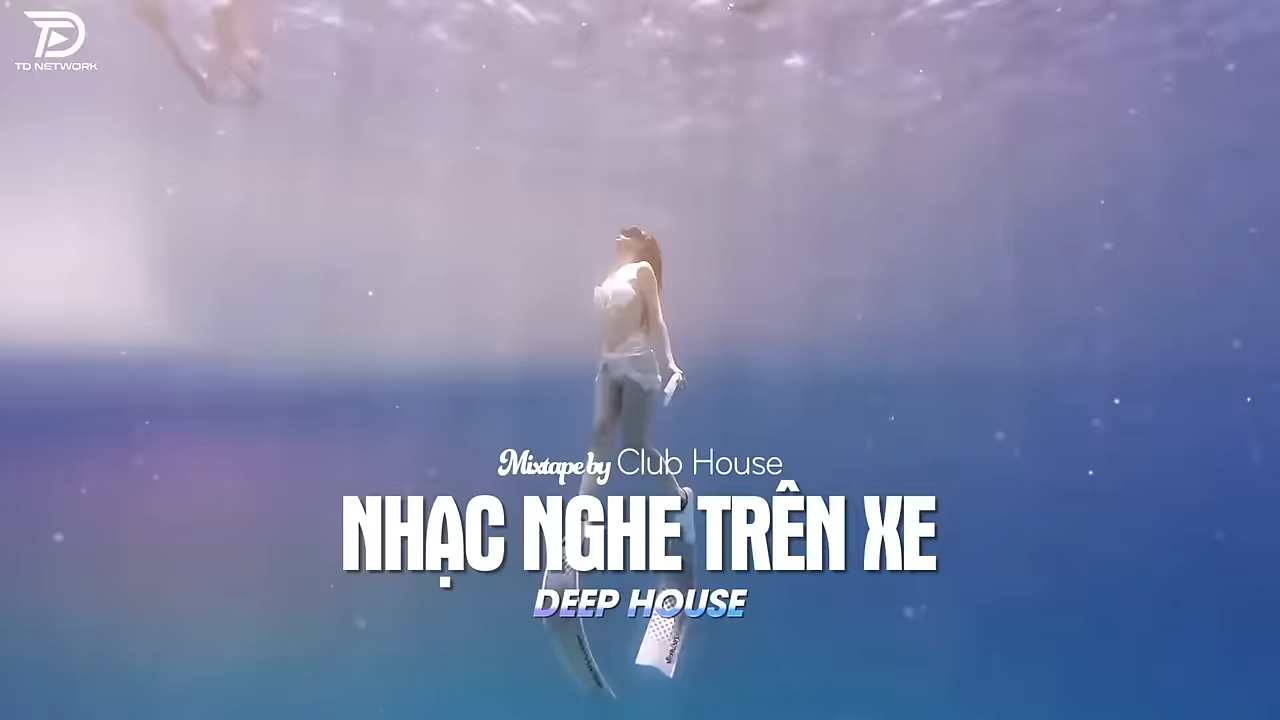 TD NETWORK
Mixtape by Club House
NHẠC NGHE TRÊN XE
DEEP HOUSE